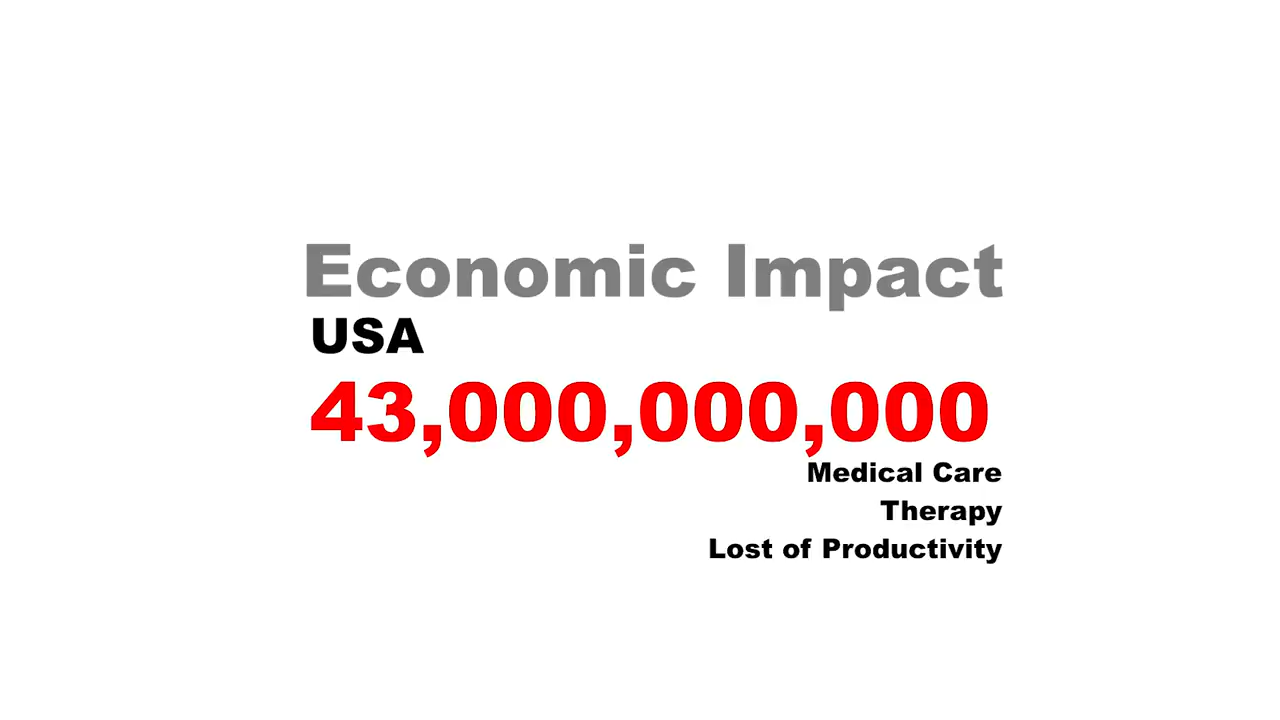 Economic Impact
USA
43,000,000,000
Medical Care
Therapy
Lost of Productivity